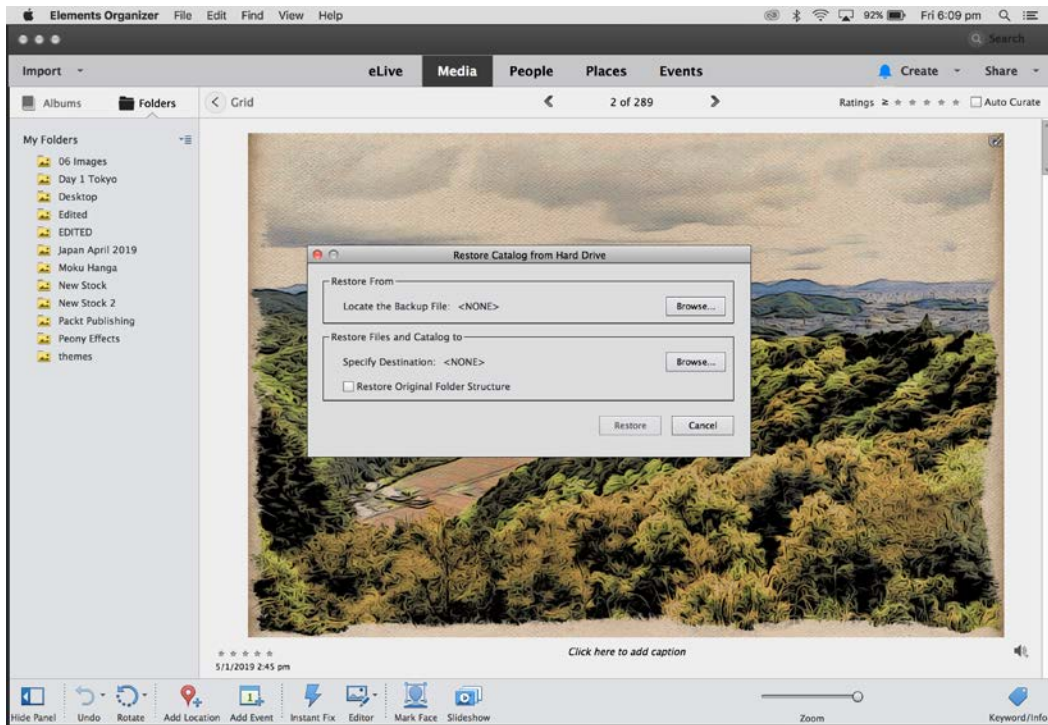 Elements Organizer File Edit Find View Help 92% Fri 6:09 pm
Search
Import eLive Media People Places Events Create Share
Albums Folders Grid 2 of 289 Ratings ≥ Auto Curate
My Folders
06 Images
Day 1 Tokyo
Desktop
Edited
EDITED
Japan April 2019
Moku Hanga
New Stock
New Stock 2
Packt Publishing
Peony Effects
themes
Restore Catalog from Hard Drive
Restore From
Locate the Backup File: <NONE> Browse...
Restore Files and Catalog to
Specify Destination: <NONE> Browse...
Restore Original Folder Structure
Restore Cancel
Click here to add caption
5/1/2019 2:45 pm
Hide Panel Undo Rotate Add Location Add Event Instant Fix Editor Mark Face Slideshow Zoom Keyword/Info